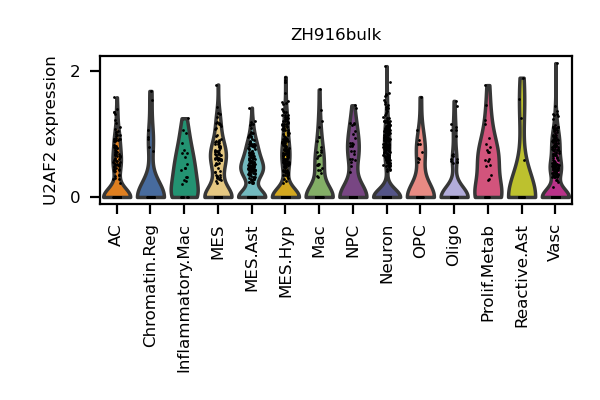 ZH916bulk
U2AF2 expression
2
0
AC
Chromatin.Reg
Inflammatory.Mac
MES
MES.Ast
MES.Hyp
Mac
NPC
Neuron
OPC
Oligo
Prolif.Metab
Reactive.Ast
Vasc